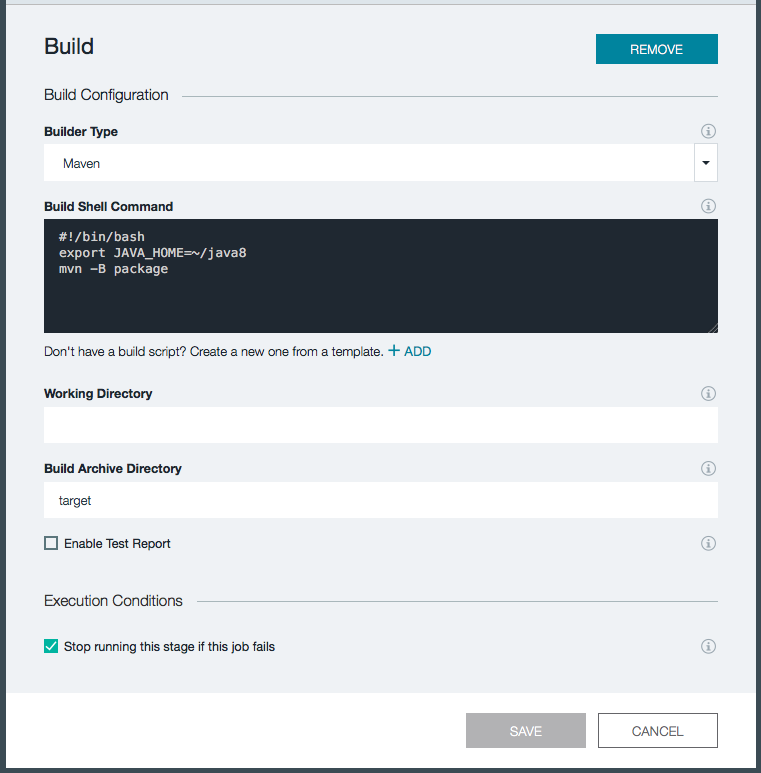 Build
REMOVE
Build Configuration
Builder Type
Maven
Build Shell Command
#!/bin/bash
export JAVA_HOME=~/java8
mvn -B package
Don't have a build script? Create a new one from a template. + ADD
Working Directory
Build Archive Directory
target
Enable Test Report
Execution Conditions
Stop running this stage if this job fails
SAVE
CANCEL